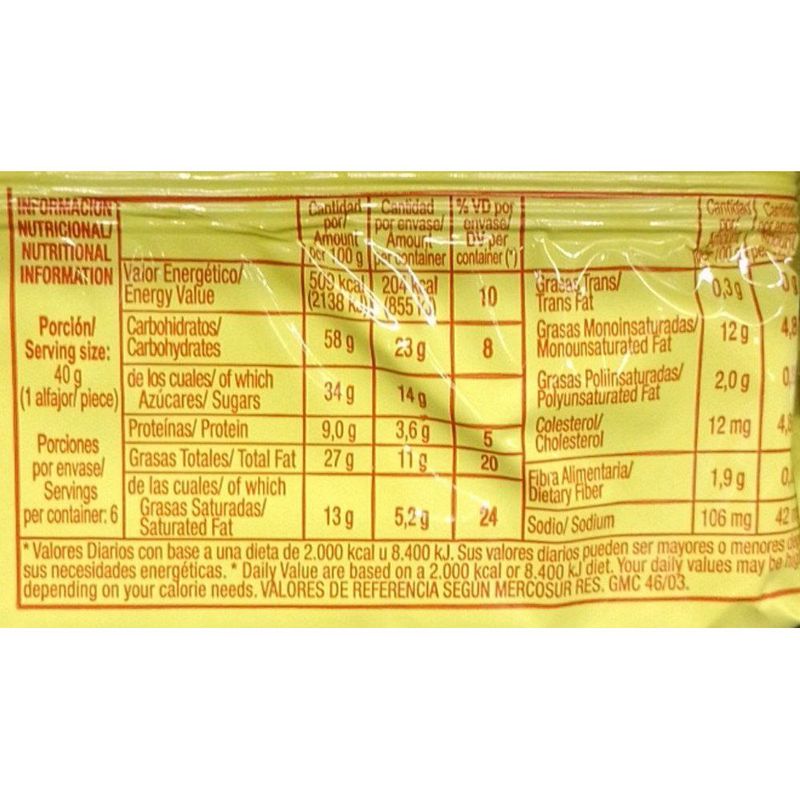 INFORMACION
NUTRICIONAL/
NUTRITIONAL
INFORMATION
Porción/
Serving size:
40 g
(1 alfajor/ piece)
Porciones
por envase/
Servings
per container: 6
Cantidad por/ Amount per 100 g
Cantidad por envase/ Amount per container
% VD por envase/ DV per container (*)
Valor Energético/ Energy Value 509 kcal (2138 kJ) 204 kcal (855 kJ) 10
Carbohidratos/ Carbohydrates 58 g 23 g 8
de los cuales/ of which Azúcares/ Sugars 34 g 14 g
Proteínas/ Protein 9,0 g 3,6 g 5
Grasas Totales/ Total Fat 27 g 11 g 20
de las cuales/ of which Grasas Saturadas/ Saturated Fat 13 g 5,2 g 24
Cantidad por/
Grasas Trans/ Trans Fat 0,3 g
Grasas Monoinsaturadas/ Monounsaturated Fat 12 g 4,8
Grasas Poliinsaturadas/ Polyunsaturated Fat 2,0 g
Colesterol/ Cholesterol 12 mg
Fibra Alimentaria/ Dietary Fiber 1,9 g
Sodio/ Sodium 106 mg 42
* Valores Diarios con base a una dieta de 2.000 kcal u 8.400 kJ. Sus valores diarios pueden ser mayores o menores
sus necesidades energéticas. * Daily Value are based on a 2.000 kcal or 8.400 kJ diet. Your daily values may be
depending on your calorie needs. VALORES DE REFERENCIA SEGUN MERCOSUR RES. GMC 46/03.